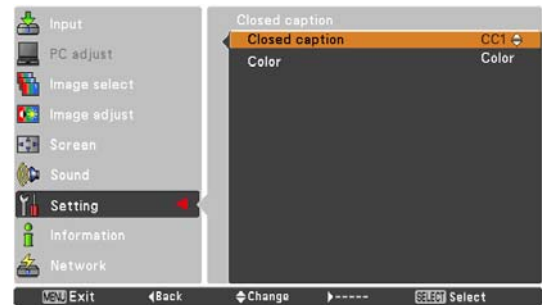 Input
PC adjust
Image select
Image adjust
Screen
Sound
Setting
Information
Network
Closed caption
Closed caption CC1
Color Color
MENU Exit Back Change ----- SELECT Select